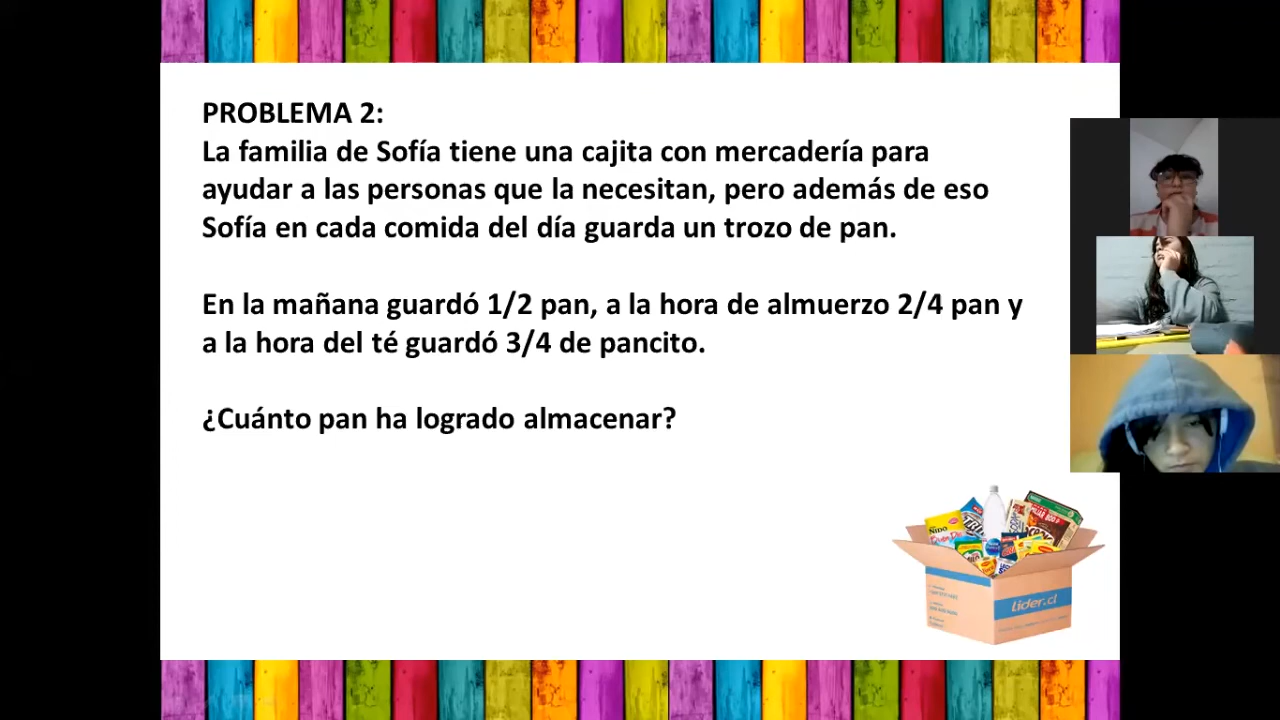 PROBLEMA 2:
La familia de Sofía tiene una cajita con mercadería para
ayudar a las personas que la necesitan, pero además de eso
Sofía en cada comida del día guarda un trozo de pan.
En la mañana guardó 1/2 pan, a la hora de almuerzo 2/4 pan y
a la hora del té guardó 3/4 de pancito.
¿Cuánto pan ha logrado almacenar?
NIDO
lider.cl